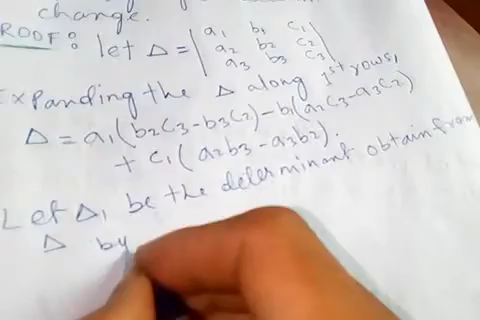 change.
ROOF: let Δ = | a1 b1 c1
a2 b2 c2
a3 b3 c3 |
Expanding the Δ along 1st rows,
Δ = a1(b2c3-b3c2)-b1(a2c3-a3c2)
+ c1(a2b3-a3b2).
Let Δ1 be the determinant obtain from
Δ by